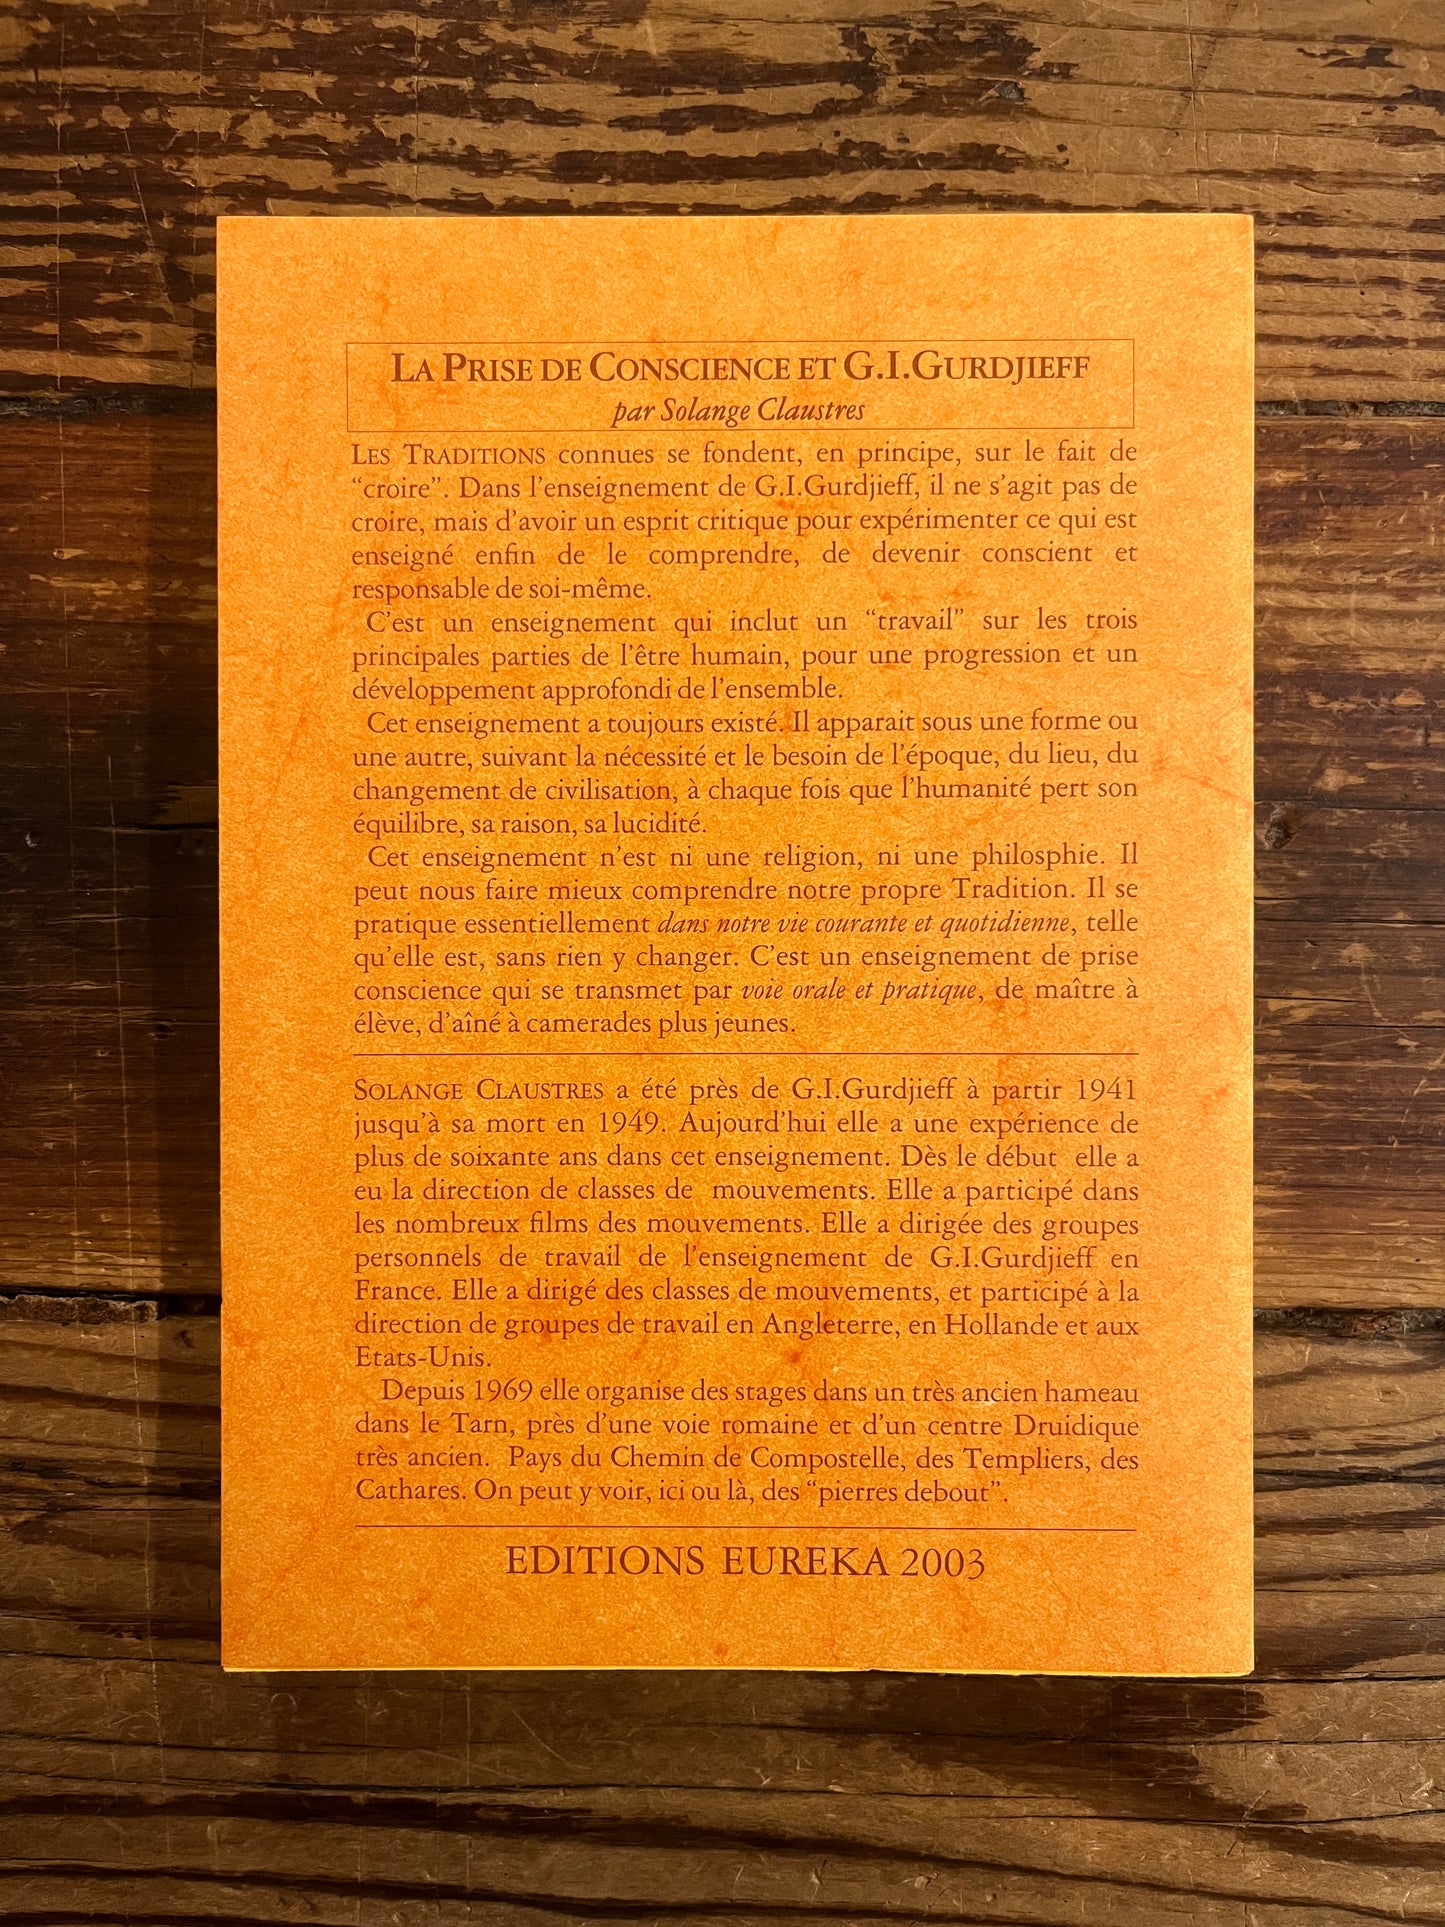 LA PRISE DE CONSCIENCE ET G.I.GURDJIEFF
par Solange Claustres
LES TRADITIONS connues se fondent, en principe, sur le fait de
“croire”. Dans l’enseignement de G.I.Gurdjieff, il ne s’agit pas de
croire, mais d’avoir un esprit critique pour expérimenter ce qui est
enseigné enfin de le comprendre, de devenir conscient et
responsable de soi-même.
C’est un enseignement qui inclut un “travail” sur les trois
principales parties de l’être humain, pour une progression et un
développement approfondi de l’ensemble.
Cet enseignement a toujours existé. Il apparait sous une forme ou
une autre, suivant la nécessité et le besoin de l’époque, du lieu, du
changement de civilisation, à chaque fois que l’humanité pert son
équilibre, sa raison, sa lucidité.
Cet enseignement n’est ni une religion, ni une philosphie. Il
peut nous faire mieux comprendre notre propre Tradition. Il se
pratique essentiellement dans notre vie courante et quotidienne, telle
qu’elle est, sans rien y changer. C’est un enseignement de prise
conscience qui se transmet par voie orale et pratique, de maître à
élève, d’aîné à camerades plus jeunes.
SOLANGE CLAUSTRES a été près de G.I.Gurdjieff à partir 1941
jusqu’à sa mort en 1949. Aujourd’hui elle a une expérience de
plus de soixante ans dans cet enseignement. Dès le début elle a
eu la direction de classes de mouvements. Elle a participé dans
les nombreux films des mouvements. Elle a dirigée des groupes
personnels de travail de l’enseignement de G.I.Gurdjieff en
France. Elle a dirigé des classes de mouvements, et participé à la
direction de groupes de travail en Angleterre, en Hollande et aux
Etats-Unis.
Depuis 1969 elle organise des stages dans un très ancien hameau
dans le Tarn, près d’une voie romaine et d’un centre Druidique
très ancien. Pays du Chemin de Compostelle, des Templiers, des
Cathares. On peut y voir, ici ou là, des “pierres debout”.
EDITIONS EUREKA 2003